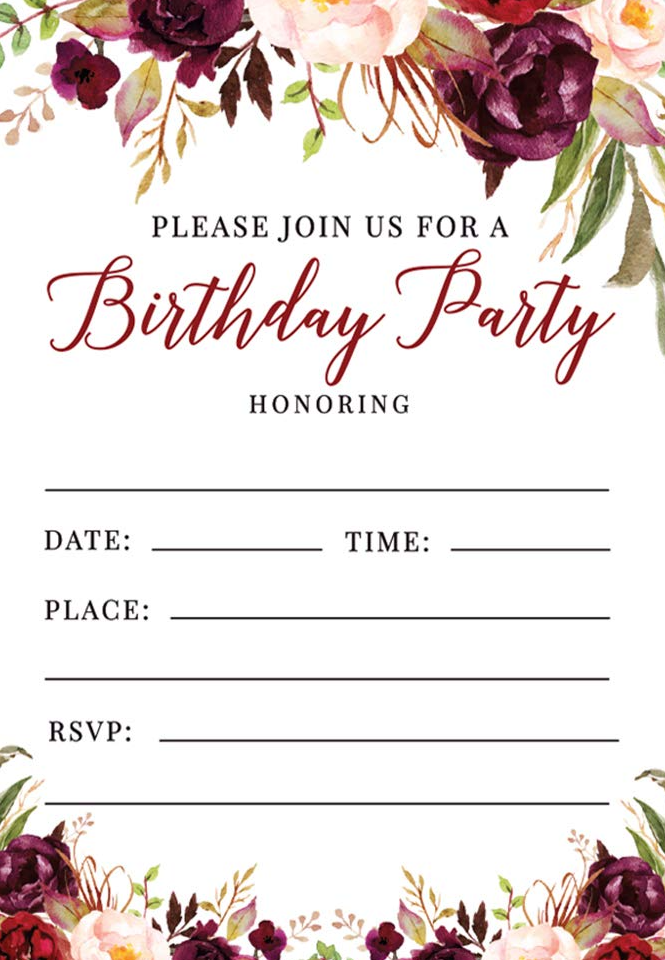 PLEASE JOIN US FOR A
Birthday Party
HONORING
DATE: TIME:
PLACE:
RSVP: